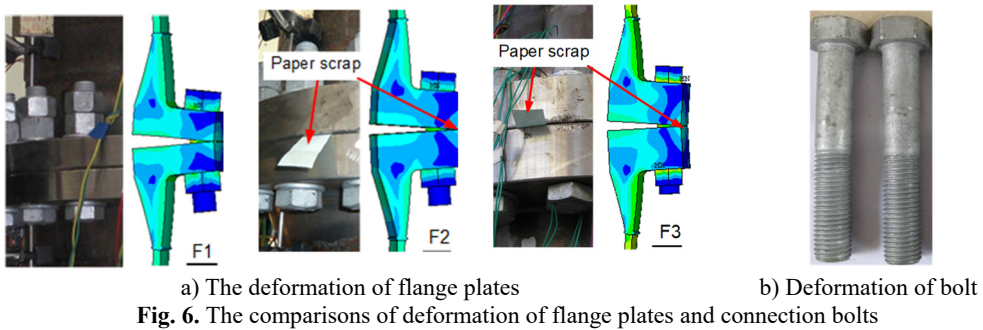 Paper scrap
Paper scrap
F1
F2
F3
a) The deformation of flange plates
b) Deformation of bolt
Fig. 6. The comparisons of deformation of flange plates and connection bolts